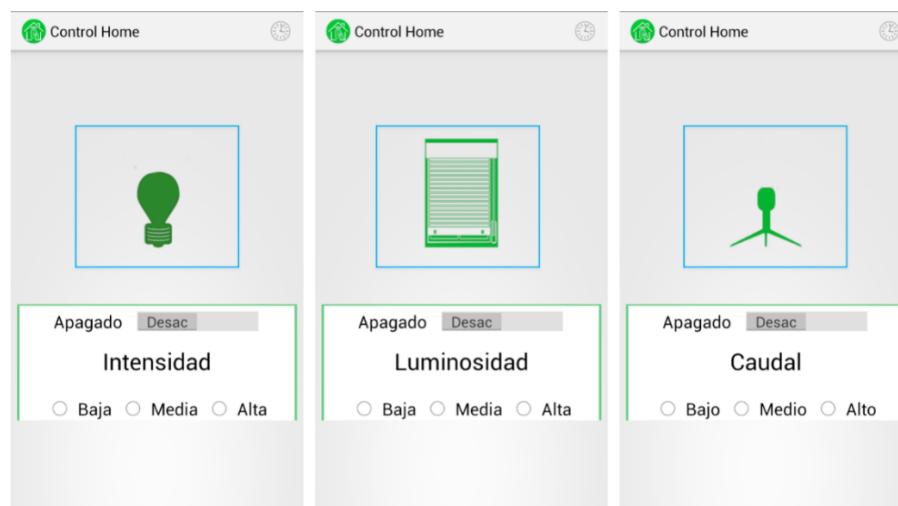 Control Home
Apagado Desac
Intensidad
Baja Media Alta
Control Home
Apagado Desac
Luminosidad
Baja Media Alta
Control Home
Apagado Desac
Caudal
Bajo Medio Alto